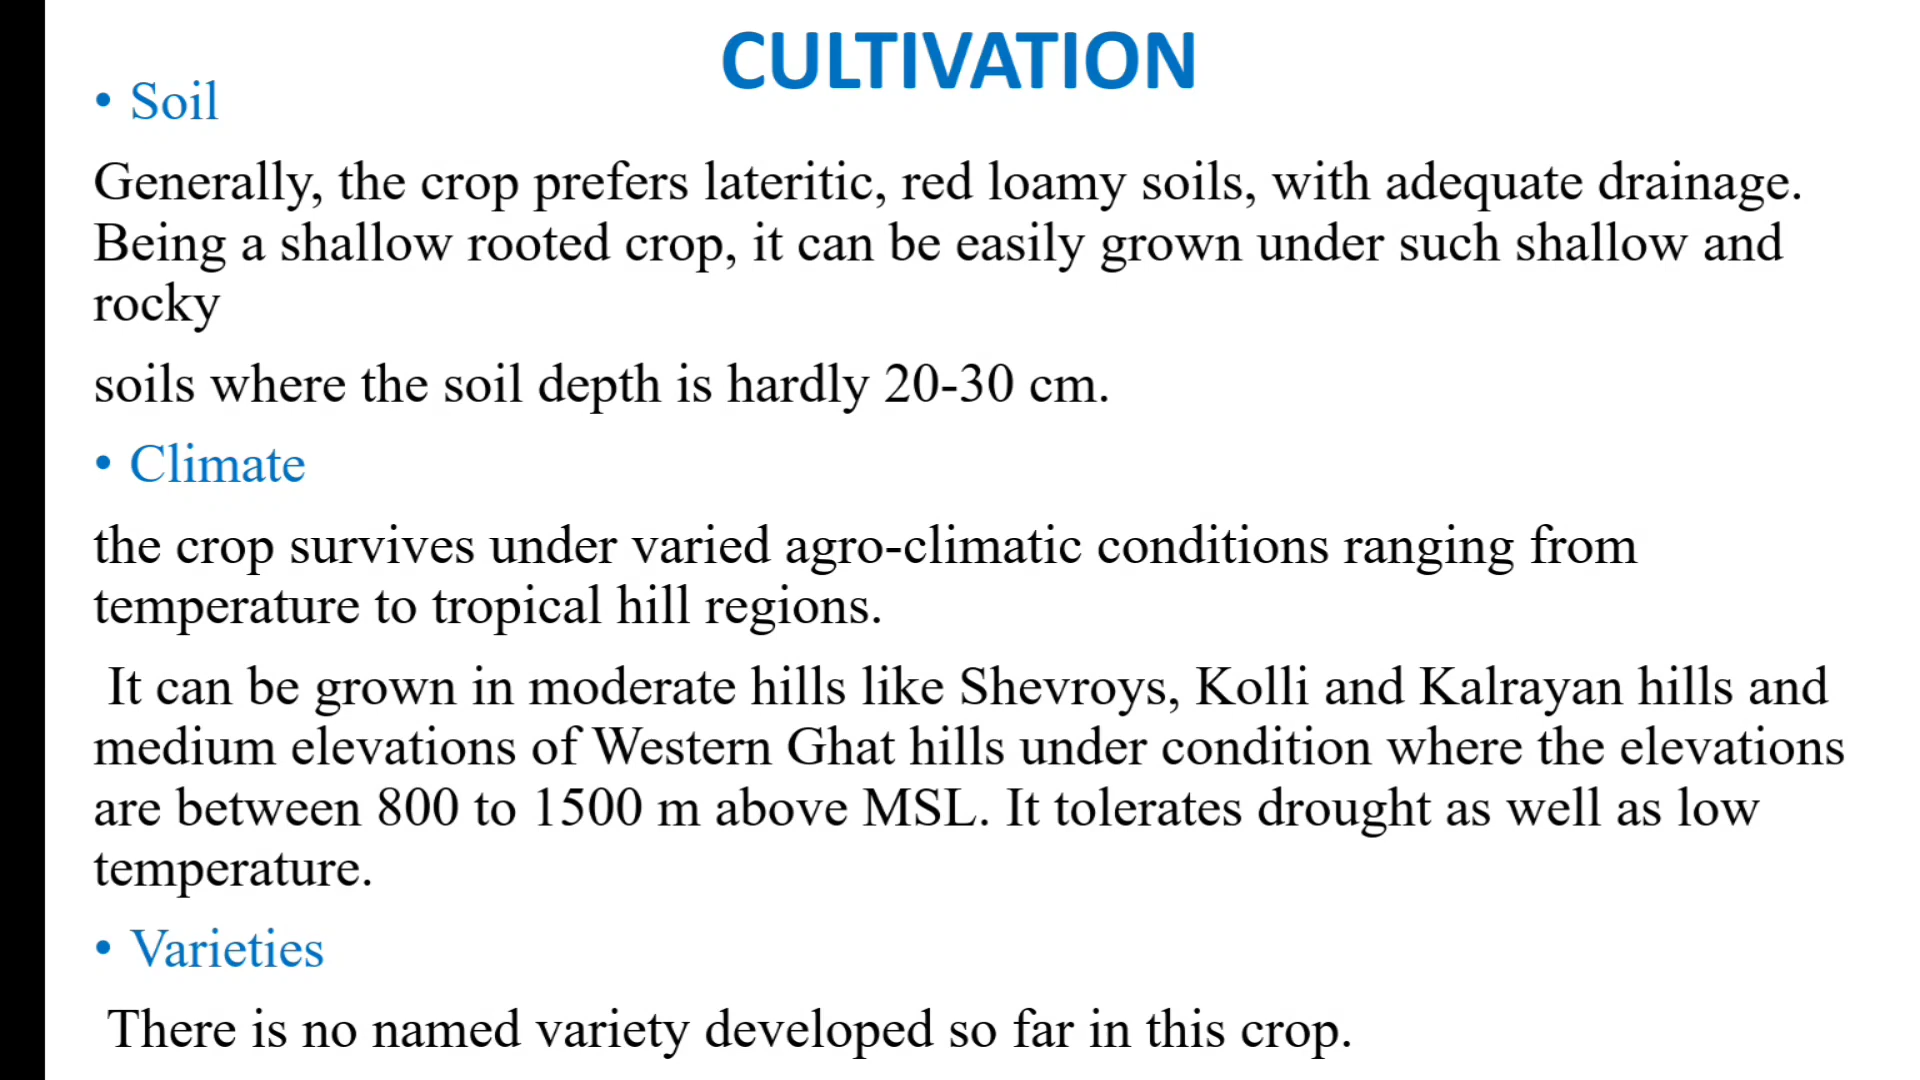 CULTIVATION
• Soil
Generally, the crop prefers lateritic, red loamy soils, with adequate drainage.
Being a shallow rooted crop, it can be easily grown under such shallow and
rocky
soils where the soil depth is hardly 20-30 cm.
• Climate
the crop survives under varied agro-climatic conditions ranging from
temperature to tropical hill regions.
It can be grown in moderate hills like Shevroys, Kolli and Kalrayan hills and
medium elevations of Western Ghat hills under condition where the elevations
are between 800 to 1500 m above MSL. It tolerates drought as well as low
temperature.
• Varieties
There is no named variety developed so far in this crop.